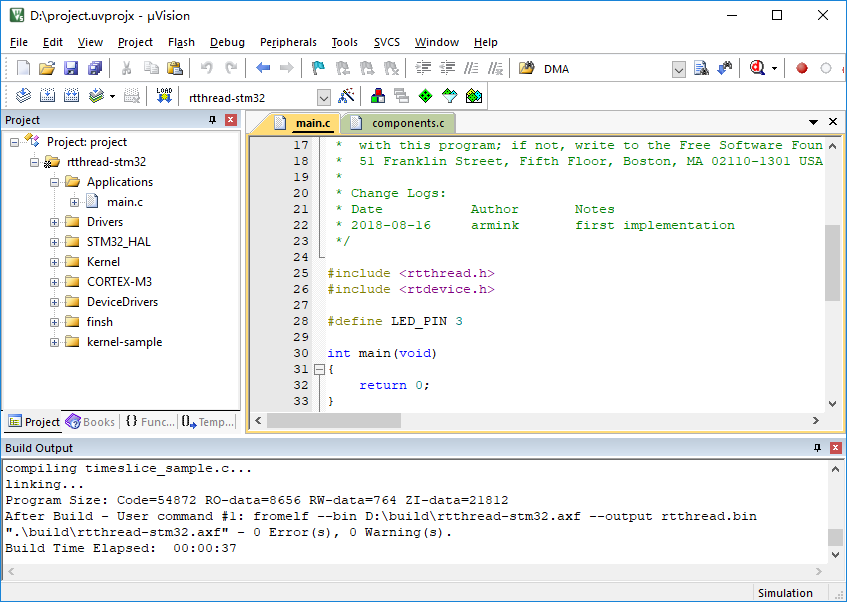 D:\project.uvprojx - µVision
File Edit View Project Flash Debug Peripherals Tools SVCS Window Help
DMA
LOAD
rtthread-stm32
Project
main.c components.c
Project: project
rtthread-stm32
Applications
main.c
Drivers
STM32_HAL
Kernel
CORTEX-M3
DeviceDrivers
finsh
kernel-sample
17 * with this program; if not, write to the Free Software Foun
18 * 51 Franklin Street, Fifth Floor, Boston, MA 02110-1301 USA
19 *
20 * Change Logs:
21 * Date Author Notes
22 * 2018-08-16 armink first implementation
23 */
24
25 #include <rtthread.h>
26 #include <rtdevice.h>
27
28 #define LED_PIN 3
29
30 int main(void)
31 {
32 return 0;
33 }
Project Books {} Func... Temp...
Build Output
compiling timeslice_sample.c...
linking...
Program Size: Code=54872 RO-data=8656 RW-data=764 ZI-data=21812
After Build - User command #1: fromelf --bin D:\build\rtthread-stm32.axf --output rtthread.bin
".\build\rtthread-stm32.axf" - 0 Error(s), 0 Warning(s).
Build Time Elapsed: 00:00:37
Simulation